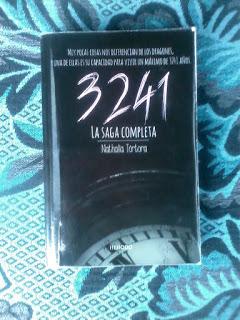 MUY POCAS COSAS NOS DIFERENCIAN DE LOS DRAGONES,
UNA DE ELLAS ES SU CAPACIDAD PARA VIVIR UN MÁXIMO DE 3241 AÑOS
3241
LA SAGA COMPLETA
Nathalia Tórtora